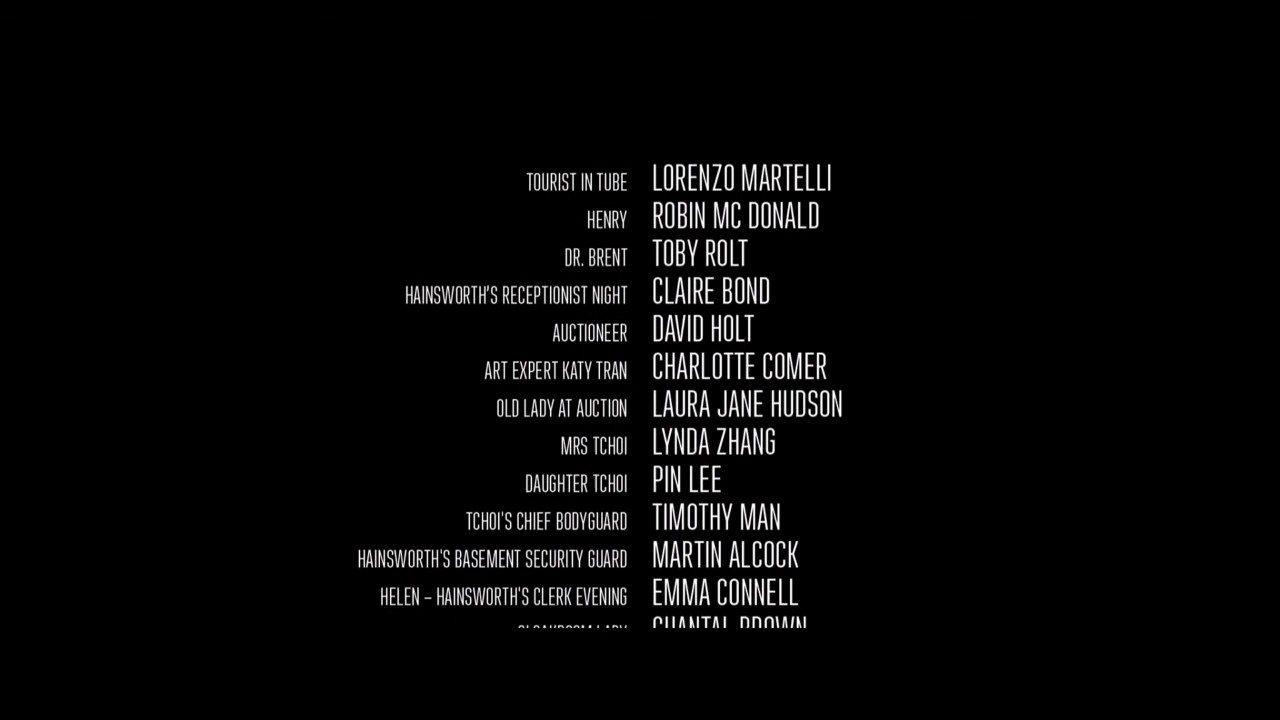 TOURIST IN TUBE LORENZO MARTELLI
HENRY ROBIN MC DONALD
DR. BRENT TOBY ROLT
HAINSWORTH'S RECEPTIONIST NIGHT CLAIRE BOND
AUCTIONEER DAVID HOLT
ART EXPERT KATY TRAN CHARLOTTE COMER
OLD LADY AT AUCTION LAURA JANE HUDSON
MRS TCHOI LYNDA ZHANG
DAUGHTER TCHOI PIN LEE
TCHOI'S CHIEF BODYGUARD TIMOTHY MAN
HAINSWORTH'S BASEMENT SECURITY GUARD MARTIN ALCOCK
HELEN – HAINSWORTH'S CLERK EVENING EMMA CONNELL
CHANTAL BROWN